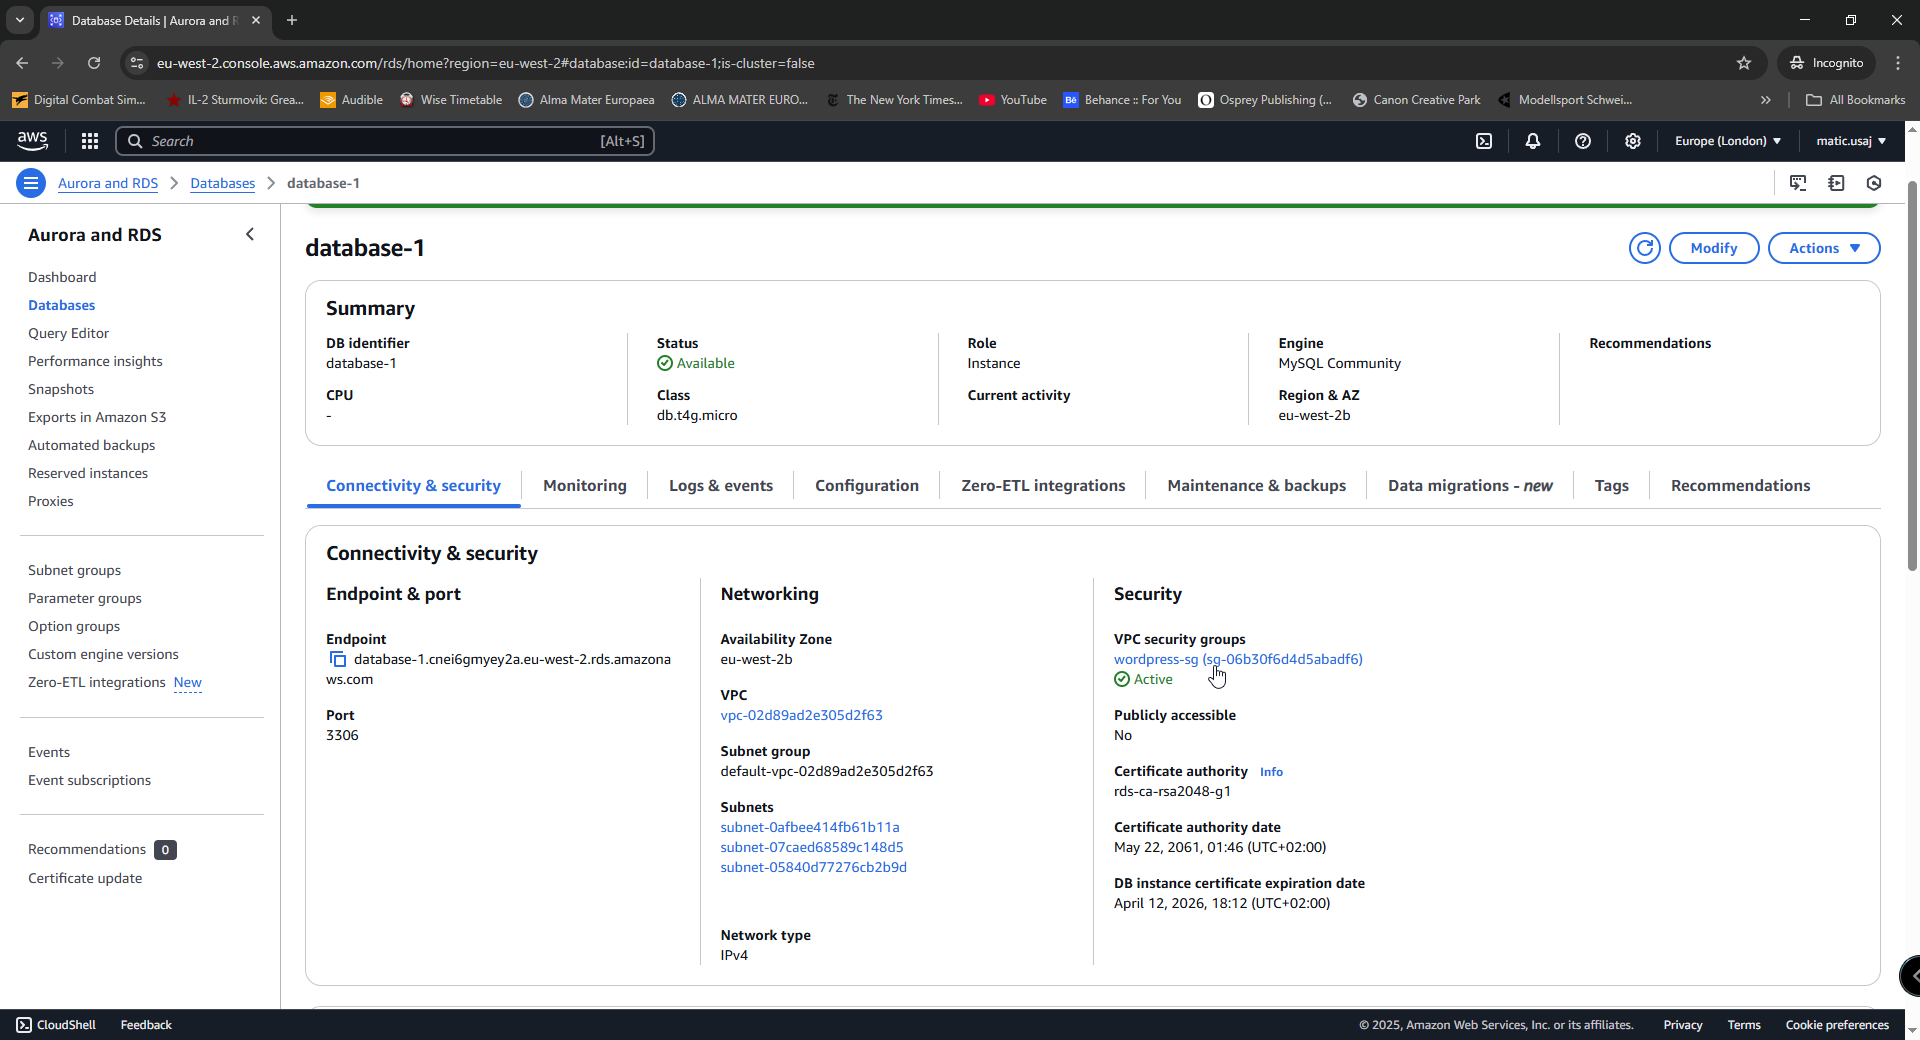 Database Details | Aurora and R
eu-west-2.console.aws.amazon.com/rds/home?region=eu-west-2#database:id=database-1;is-cluster=false
Incognito
Digital Combat Sim...
IL-2 Sturmovik: Grea...
Audible
Wise Timetable
Alma Mater Europaea
ALMA MATER EURO...
The New York Times...
YouTube
Bē
Behance :: For You
Osprey Publishing (...
Canon Creative Park
Modellsport Schwei...
All Bookmarks
aws
Search
[Alt+S]
Europe (London)
matic.usaj
Aurora and RDS
Databases
database-1
Aurora and RDS
Dashboard
Databases
Query Editor
Performance insights
Snapshots
Exports in Amazon S3
Automated backups
Reserved instances
Proxies
Subnet groups
Parameter groups
Option groups
Custom engine versions
Zero-ETL integrations New
Events
Event subscriptions
Recommendations 0
Certificate update
database-1
Modify
Actions
Summary
DB identifier
database-1
CPU
-
Status
Available
Class
db.t4g.micro
Role
Instance
Current activity
Engine
MySQL Community
Region & AZ
eu-west-2b
Recommendations
Connectivity & security
Monitoring
Logs & events
Configuration
Zero-ETL integrations
Maintenance & backups
Data migrations - new
Tags
Recommendations
Connectivity & security
Endpoint & port
Endpoint
database-1.cnei6gmyey2a.eu-west-2.rds.amazona
ws.com
Port
3306
Networking
Availability Zone
eu-west-2b
VPC
vpc-02d89ad2e305d2f63
Subnet group
default-vpc-02d89ad2e305d2f63
Subnets
subnet-0afbee414fb61b11a
subnet-07caed68589c148d5
subnet-05840d77276cb2b9d
Network type
IPv4
Security
VPC security groups
wordpress-sg (sg-06b30f6d4d5abadf6)
Active
Publicly accessible
No
Certificate authority Info
rds-ca-rsa2048-g1
Certificate authority date
May 22, 2061, 01:46 (UTC+02:00)
DB instance certificate expiration date
April 12, 2026, 18:12 (UTC+02:00)
CloudShell
Feedback
© 2025, Amazon Web Services, Inc. or its affiliates.
Privacy
Terms
Cookie preferences